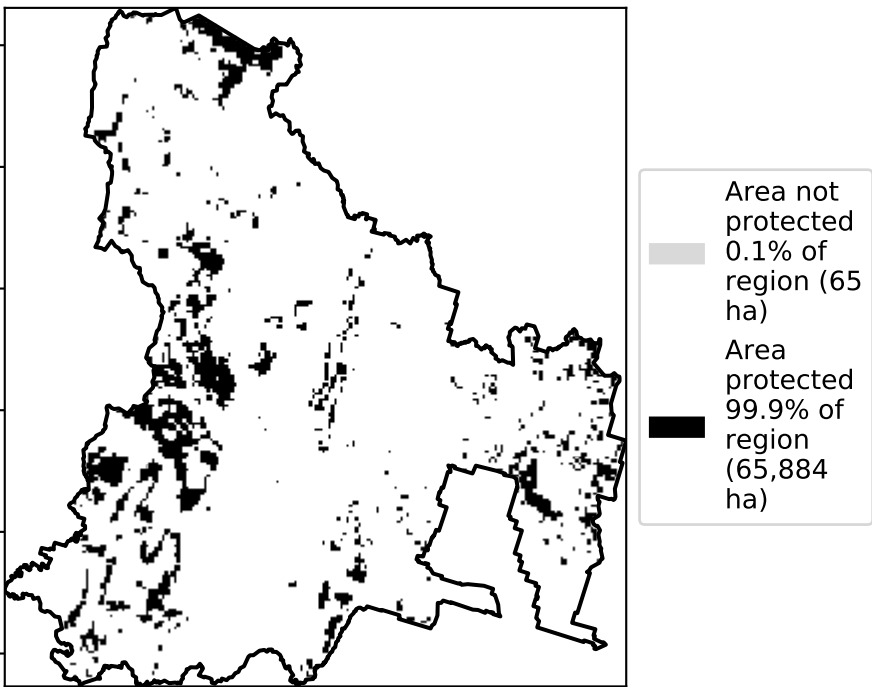 Area not
protected
0.1% of
region (65
ha)
Area
protected
99.9% of
region
(65,884
ha)